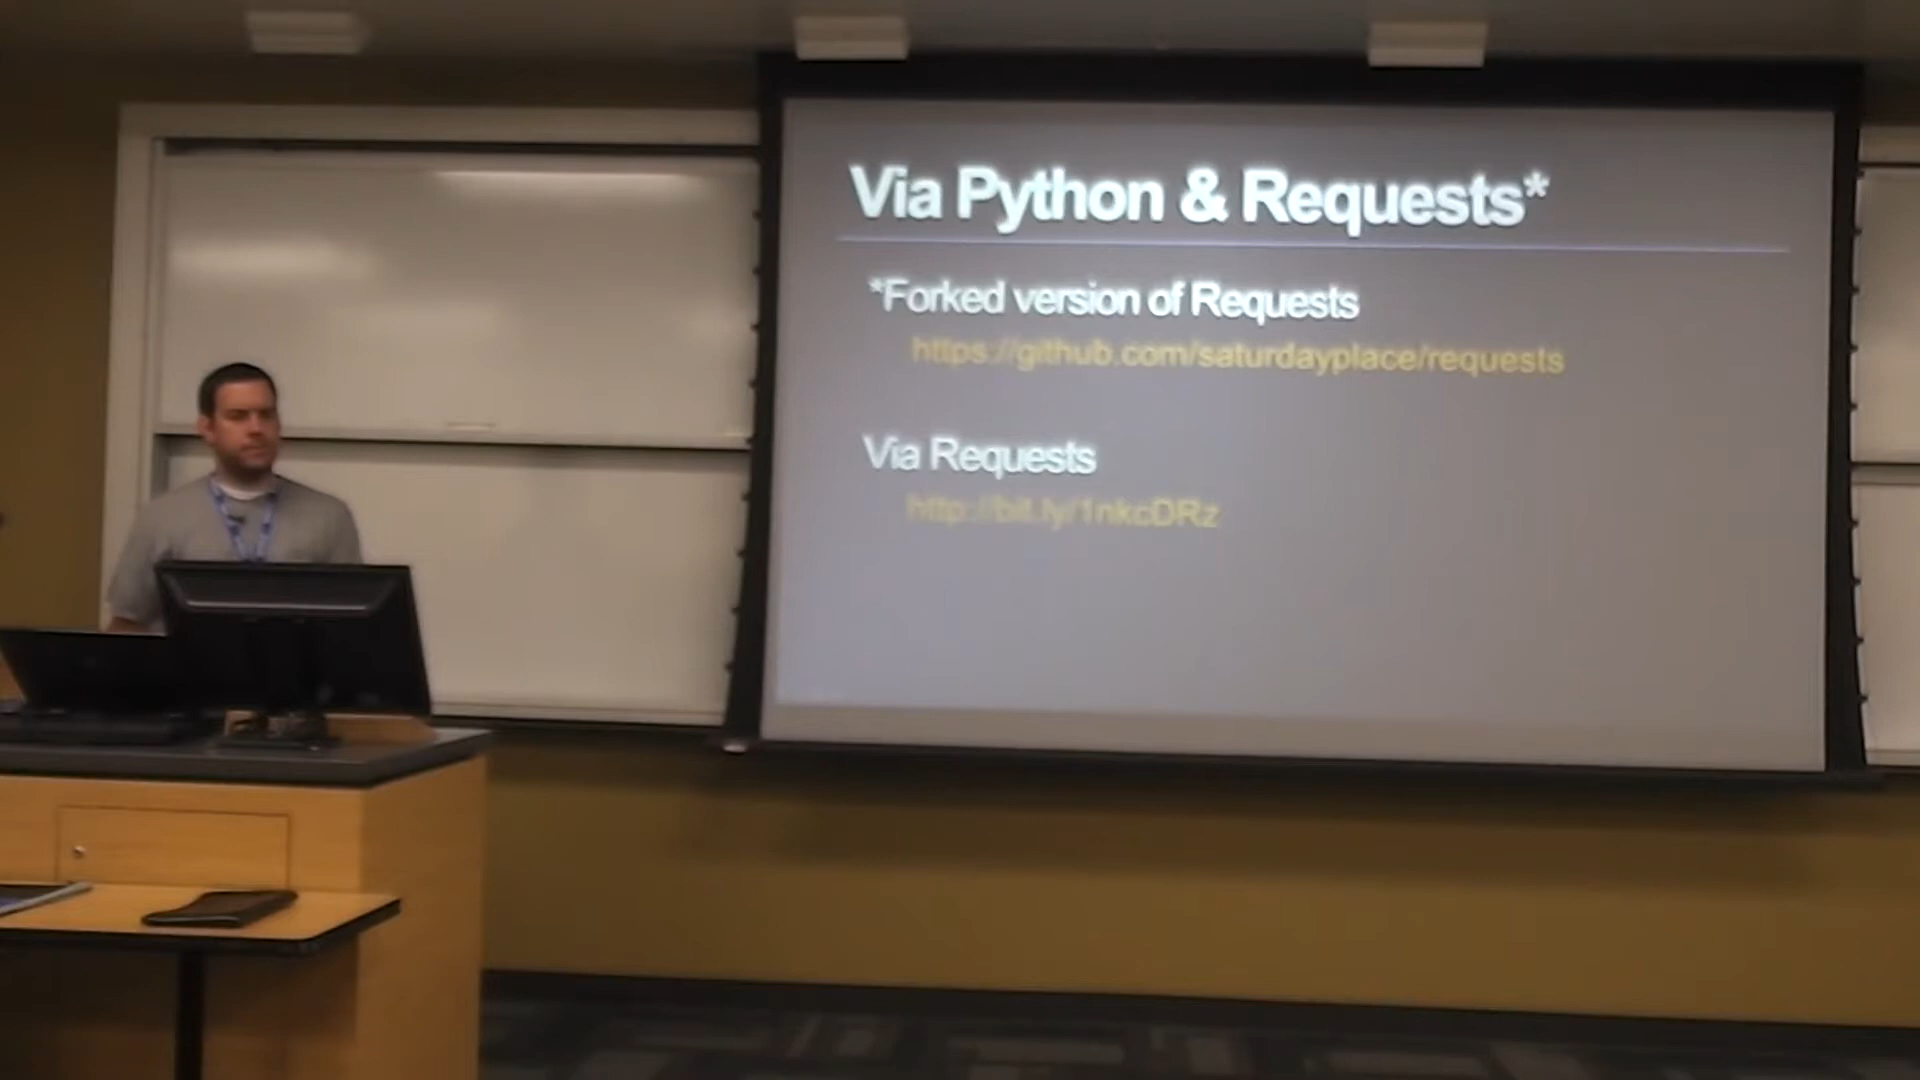 Via Python & Requests*
*Forked version of Requests
https://github.com/saturdayplace/requests
Via Requests
http://bit.ly/1nkcDRz